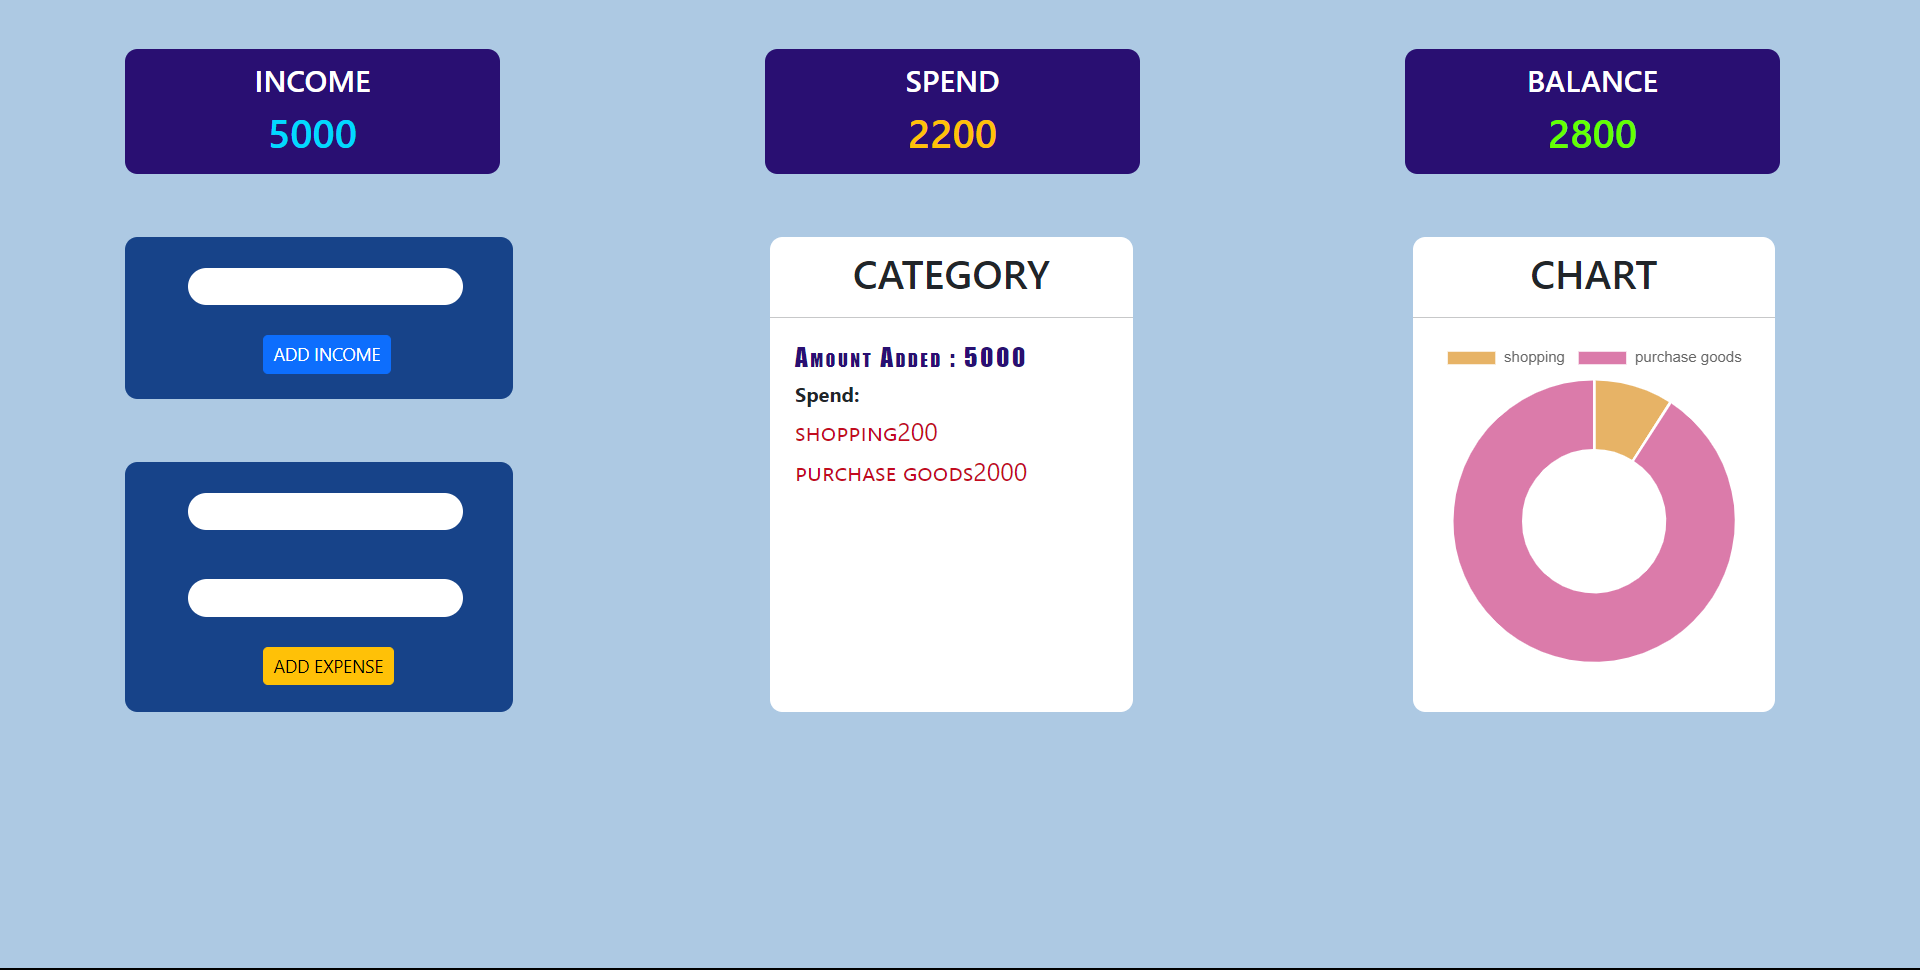 INCOME
5000
SPEND
2200
BALANCE
2800
ADD INCOME
ADD EXPENSE
CATEGORY
Amount Added : 5000
Spend:
shopping200
purchase goods2000
CHART
shopping purchase goods